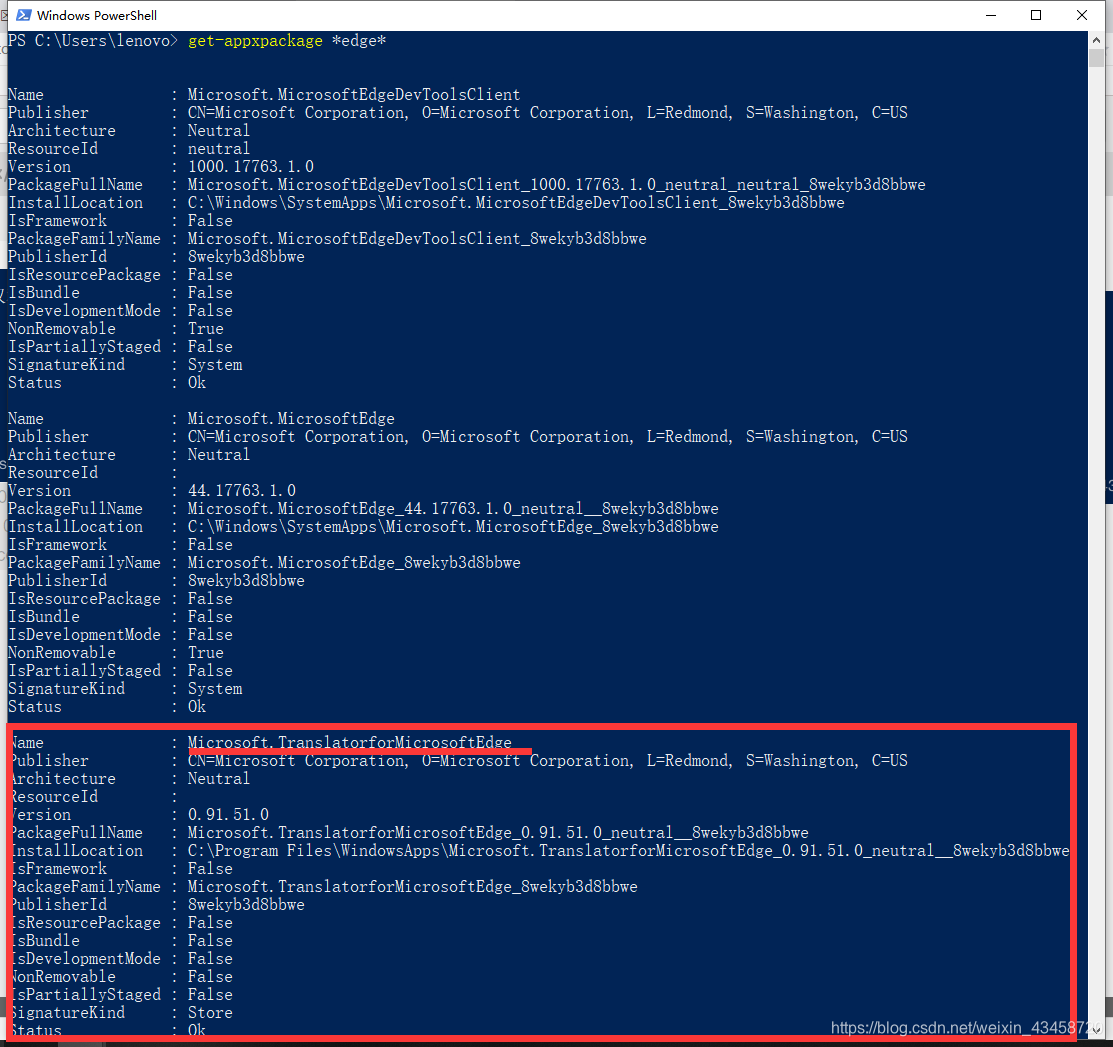 Windows PowerShell
PS C:\Users\lenovo> get-appxpackage *edge*
Name : Microsoft.MicrosoftEdgeDevToolsClient
Publisher : CN=Microsoft Corporation, O=Microsoft Corporation, L=Redmond, S=Washington, C=US
Architecture : Neutral
ResourceId : neutral
Version : 1000.17763.1.0
PackageFullName : Microsoft.MicrosoftEdgeDevToolsClient_1000.17763.1.0_neutral_neutral_8wekyb3d8bbwe
InstallLocation : C:\Windows\SystemApps\Microsoft.MicrosoftEdgeDevToolsClient_8wekyb3d8bbwe
IsFramework : False
PackageFamilyName : Microsoft.MicrosoftEdgeDevToolsClient_8wekyb3d8bbwe
PublisherId : 8wekyb3d8bbwe
IsResourcePackage : False
IsBundle : False
IsDevelopmentMode : False
NonRemovable : True
IsPartiallyStaged : False
SignatureKind : System
Status : Ok
Name : Microsoft.MicrosoftEdge
Publisher : CN=Microsoft Corporation, O=Microsoft Corporation, L=Redmond, S=Washington, C=US
Architecture : Neutral
ResourceId :
Version : 44.17763.1.0
PackageFullName : Microsoft.MicrosoftEdge_44.17763.1.0_neutral__8wekyb3d8bbwe
InstallLocation : C:\Windows\SystemApps\Microsoft.MicrosoftEdge_8wekyb3d8bbwe
IsFramework : False
PackageFamilyName : Microsoft.MicrosoftEdge_8wekyb3d8bbwe
PublisherId : 8wekyb3d8bbwe
IsResourcePackage : False
IsBundle : False
IsDevelopmentMode : False
NonRemovable : True
IsPartiallyStaged : False
SignatureKind : System
Status : Ok
Name : Microsoft.TranslatorforMicrosoftEdge
Publisher : CN=Microsoft Corporation, O=Microsoft Corporation, L=Redmond, S=Washington, C=US
Architecture : Neutral
ResourceId :
Version : 0.91.51.0
PackageFullName : Microsoft.TranslatorforMicrosoftEdge_0.91.51.0_neutral__8wekyb3d8bbwe
InstallLocation : C:\Program Files\WindowsApps\Microsoft.TranslatorforMicrosoftEdge_0.91.51.0_neutral__8wekyb3d8bbwe
IsFramework : False
PackageFamilyName : Microsoft.TranslatorforMicrosoftEdge_8wekyb3d8bbwe
PublisherId : 8wekyb3d8bbwe
IsResourcePackage : False
IsBundle : False
IsDevelopmentMode : False
NonRemovable : False
IsPartiallyStaged : False
SignatureKind : Store
Status : Ok